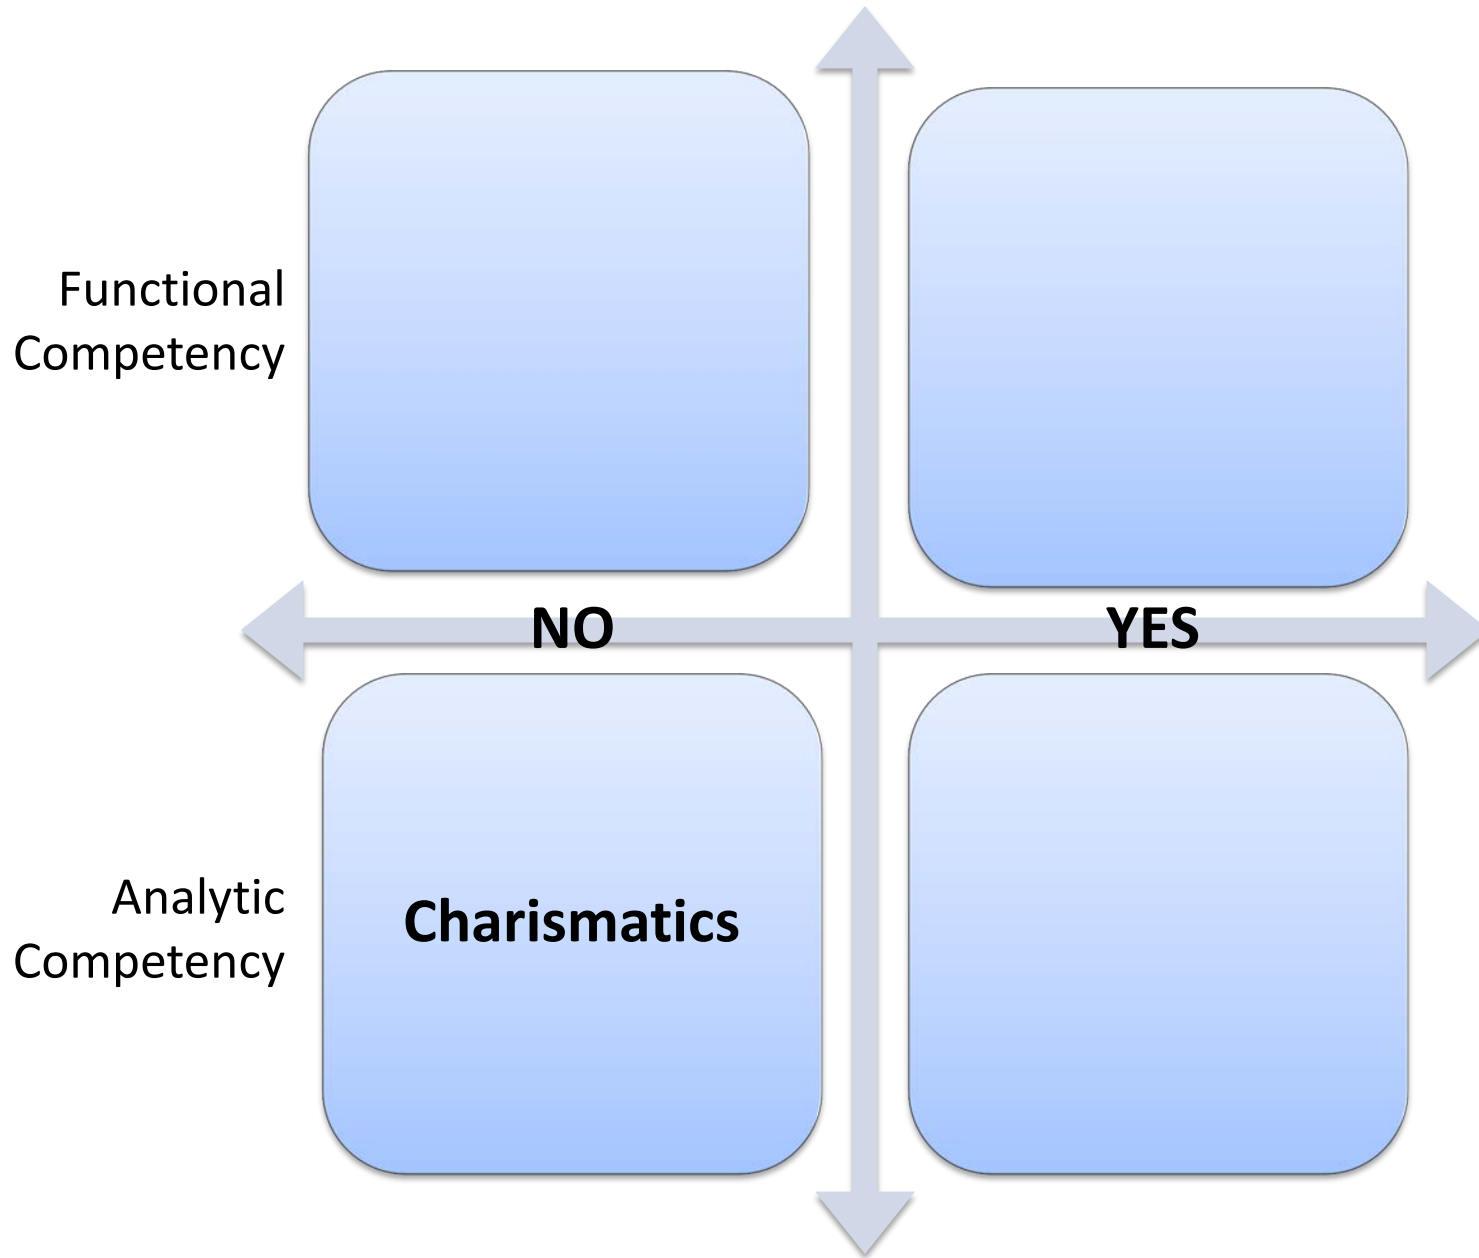 Functional
Competency
NO
YES
Analytic
Competency
Charismatics